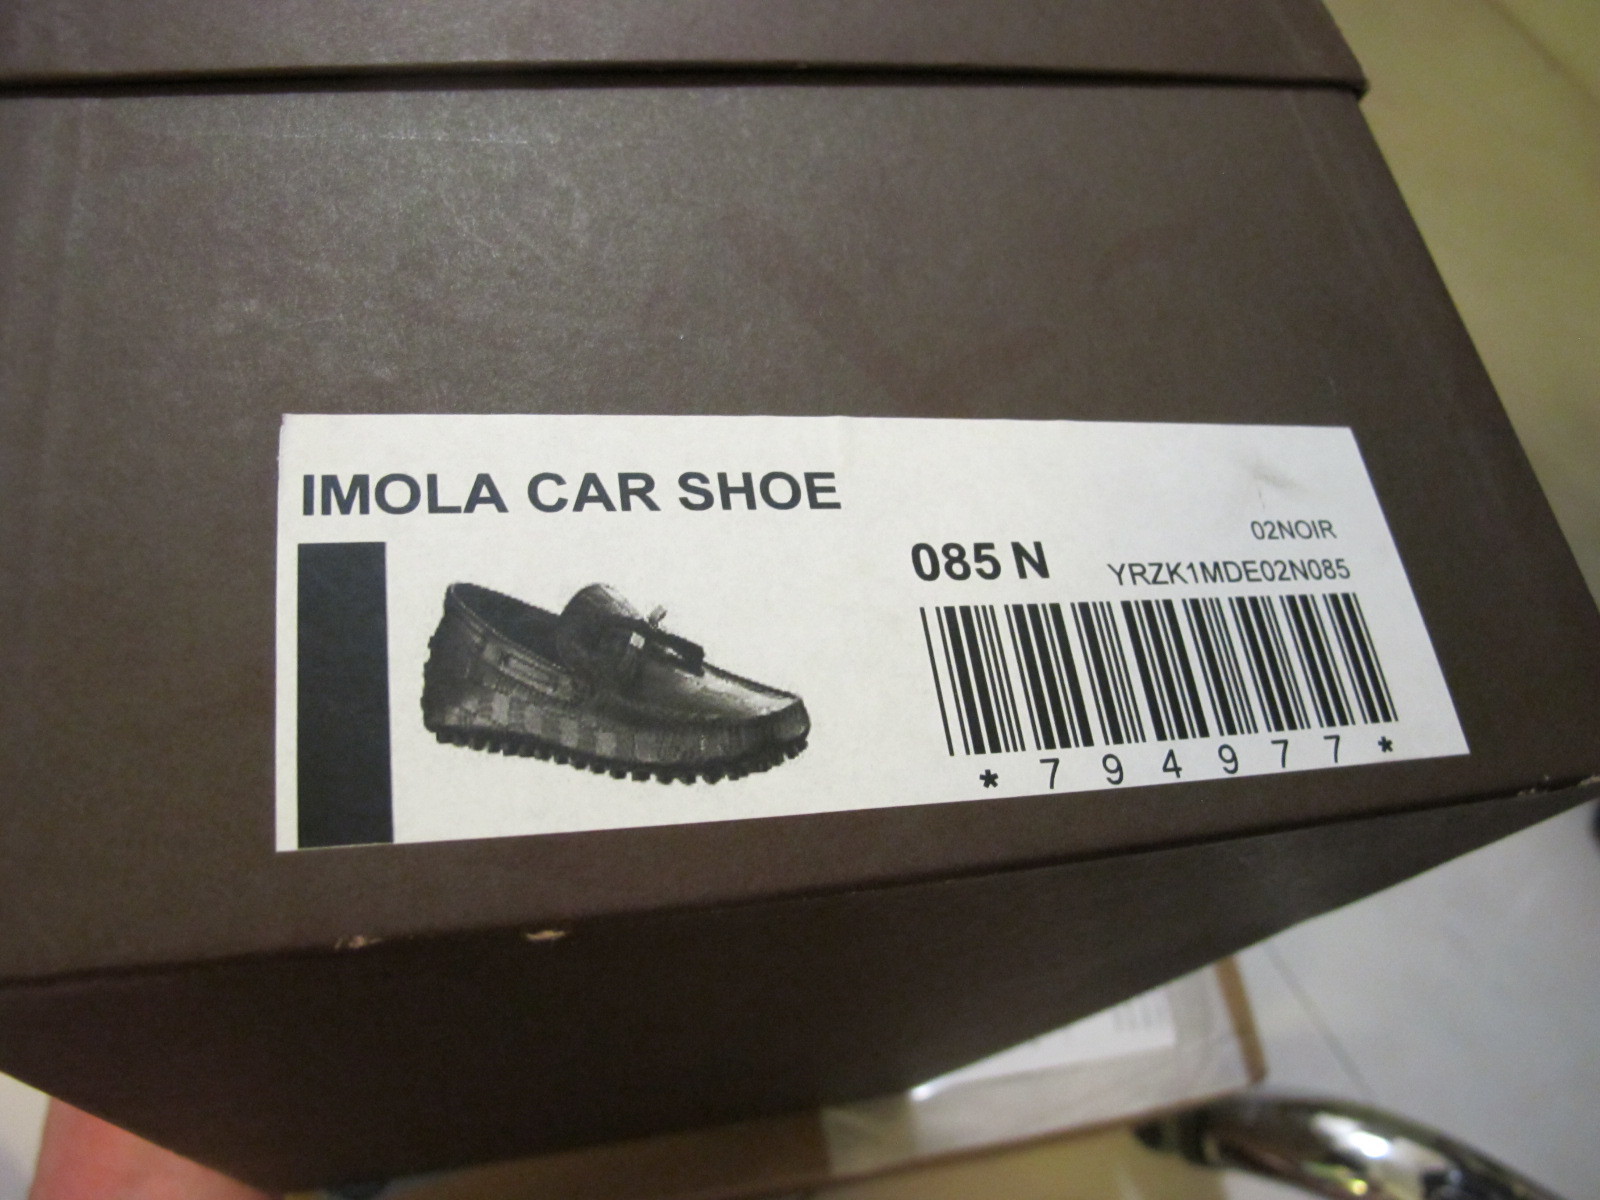 IMOLA CAR SHOE
02NOIR
085 N
YRZK1MDE02N085
*794977*